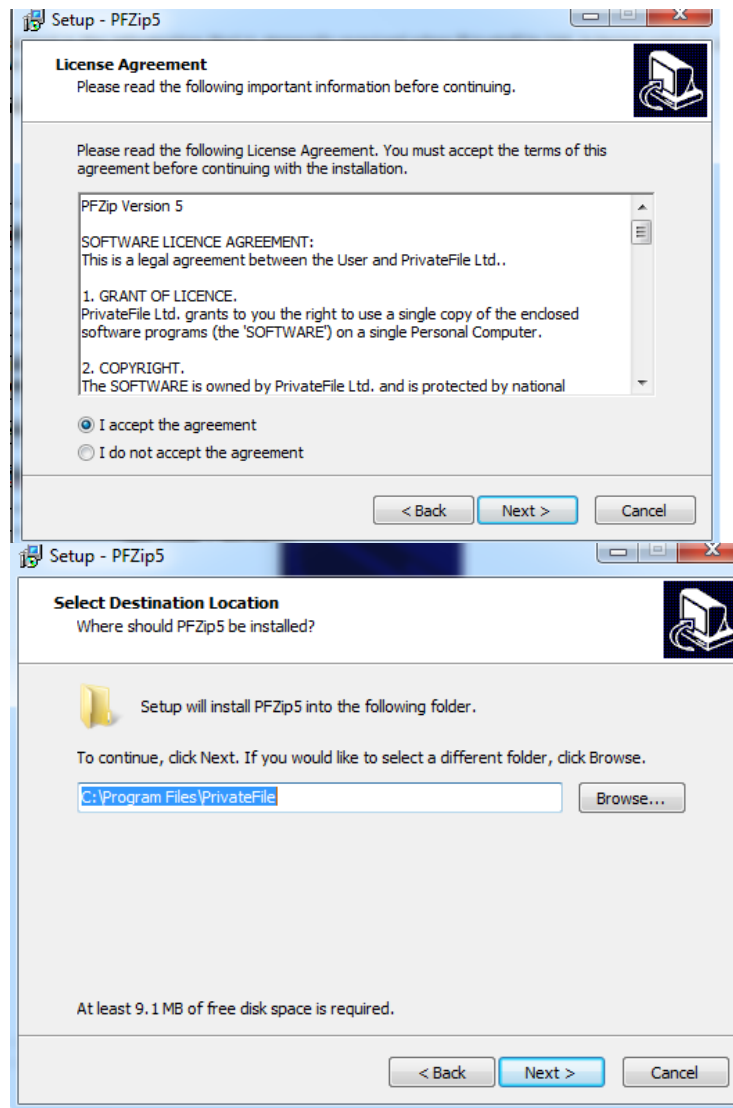 Setup - PFZip5
License Agreement
Please read the following important information before continuing.
Please read the following License Agreement. You must accept the terms of this
agreement before continuing with the installation.
PFZip Version 5
SOFTWARE LICENCE AGREEMENT:
This is a legal agreement between the User and PrivateFile Ltd..
1. GRANT OF LICENCE.
PrivateFile Ltd. grants to you the right to use a single copy of the enclosed
software programs (the 'SOFTWARE') on a single Personal Computer.
2. COPYRIGHT.
The SOFTWARE is owned by PrivateFile Ltd. and is protected by national
I accept the agreement
I do not accept the agreement
< Back Next > Cancel
Setup - PFZip5
Select Destination Location
Where should PFZip5 be installed?
Setup will install PFZip5 into the following folder.
To continue, click Next. If you would like to select a different folder, click Browse.
C:\Program Files\PrivateFile Browse...
At least 9.1 MB of free disk space is required.
< Back Next > Cancel